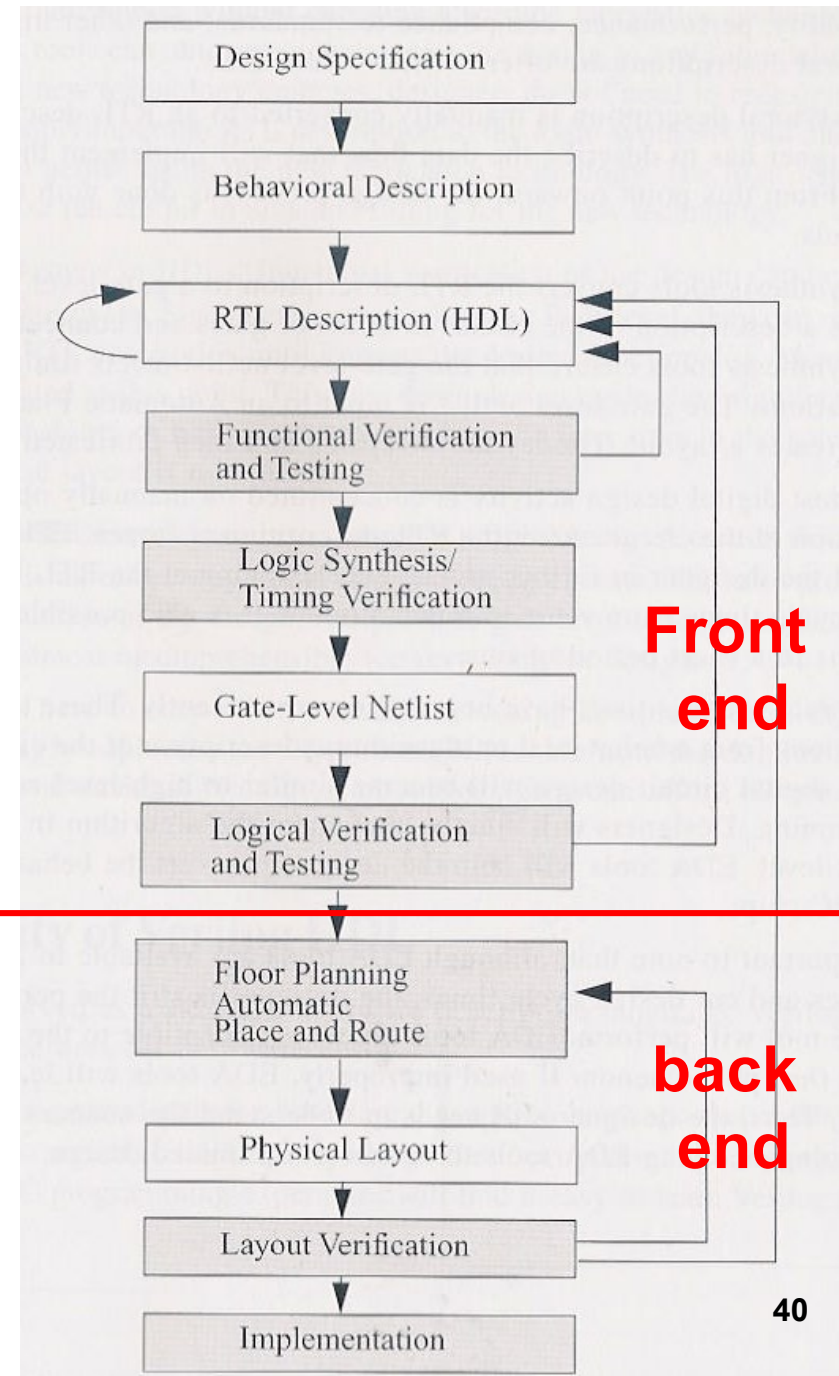 Design Specification
Behavioral Description
RTL Description (HDL)
Functional Verification
and Testing
Logic Synthesis/
Timing Verification
Front
end
Gate-Level Netlist
Logical Verification
and Testing
Floor Planning
Automatic
Place and Route
back
end
Physical Layout
Layout Verification
40
Implementation